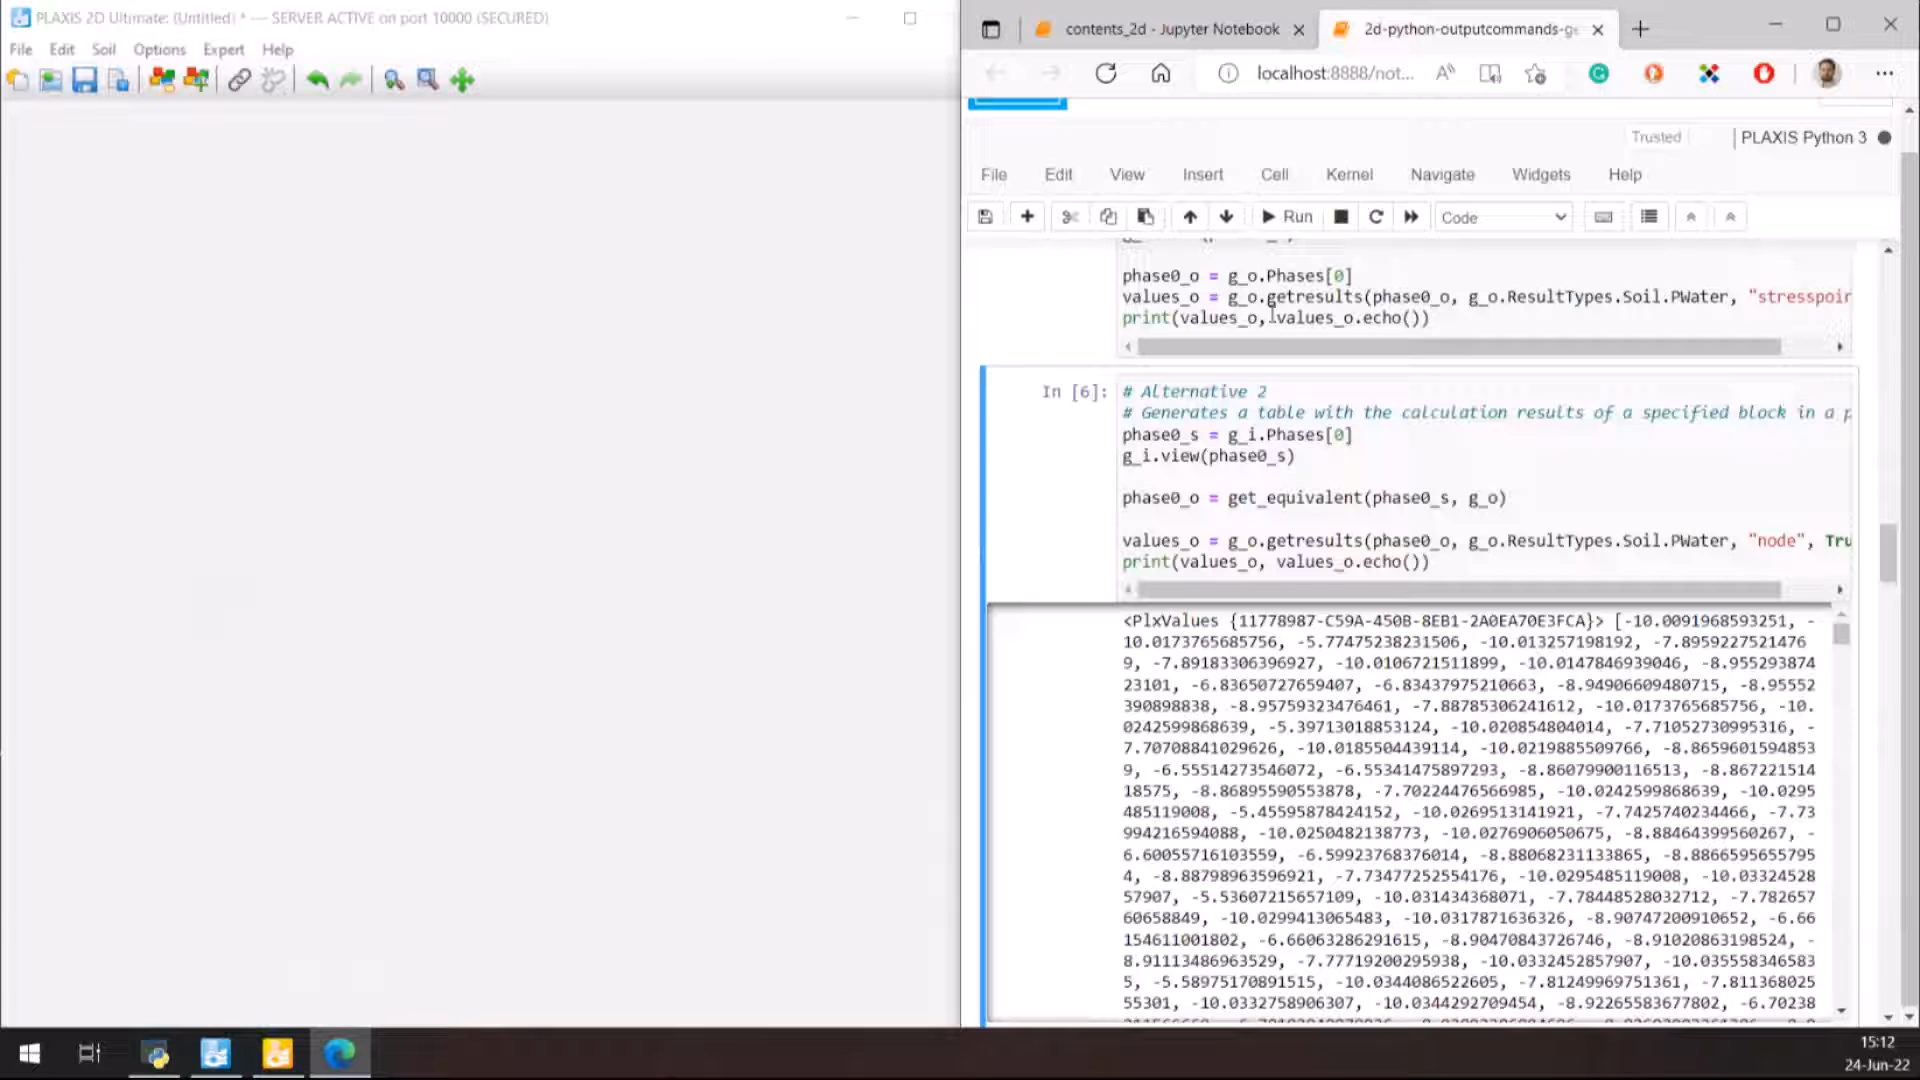 PLAXIS 2D Ultimate: (Untitled) * — SERVER ACTIVE on port 10000 (SECURED)
File Edit Soil Options Expert Help
contents_2d - Jupyter Notebook
2d-python-outputcommands-ge
localhost:8888/not...
Trusted
PLAXIS Python 3
File Edit View Insert Cell Kernel Navigate Widgets Help
Run
Code
phase0_o = g_o.Phases[0]
values_o = g_o.getresults(phase0_o, g_o.ResultTypes.Soil.PWater, "stresspoin
print(values_o, values_o.echo())
In [6]:
# Alternative 2
# Generates a table with the calculation results of a specified block in a p
phase0_s = g_i.Phases[0]
g_i.view(phase0_s)
phase0_o = get_equivalent(phase0_s, g_o)
values_o = g_o.getresults(phase0_o, g_o.ResultTypes.Soil.PWater, "node", Tru
print(values_o, values_o.echo())
<PlxValues {11778987-C59A-450B-8EB1-2A0EA70E3FCA}> [-10.0091968593251, -
10.0173765685756, -5.77475238231506, -10.013257198192, -7.8959227521476
9, -7.89183306396927, -10.0106721511899, -10.0147846939046, -8.955293874
23101, -6.83650727659407, -6.83437975210663, -8.94906609480715, -8.95552
390898838, -8.95759323476461, -7.88785306241612, -10.0173765685756, -10.
0242599868639, -5.39713018853124, -10.020854804014, -7.71052730995316, -
7.70708841029626, -10.0185504439114, -10.0219885509766, -8.8659601594853
9, -6.55514273546072, -6.55341475897293, -8.86079900116513, -8.867221514
18575, -8.86895590553878, -7.70224476566985, -10.0242599868639, -10.0295
485119008, -5.45595878424152, -10.0269513141921, -7.7425740234466, -7.73
994216594088, -10.0250482138773, -10.0276906050675, -8.88464399560267, -
6.60055716103559, -6.59923768376014, -8.88068231133865, -8.8866595655795
4, -8.88798963596921, -7.73477252554176, -10.0295485119008, -10.03324528
57907, -5.53607215657109, -10.031434368071, -7.78448528032712, -7.782657
60658849, -10.0299413065483, -10.0317871636326, -8.90747200910652, -6.66
154611001802, -6.66063286291615, -8.90470843726746, -8.91020863198524, -
8.91113486963529, -7.77719200295938, -10.0332452857907, -10.035558346583
5, -5.58975170891515, -10.0344086522605, -7.81249969751361, -7.811368025
55301, -10.0332758906307, -10.0344292709454, -8.92265583677802, -6.70238
15:12
24-Jun-22